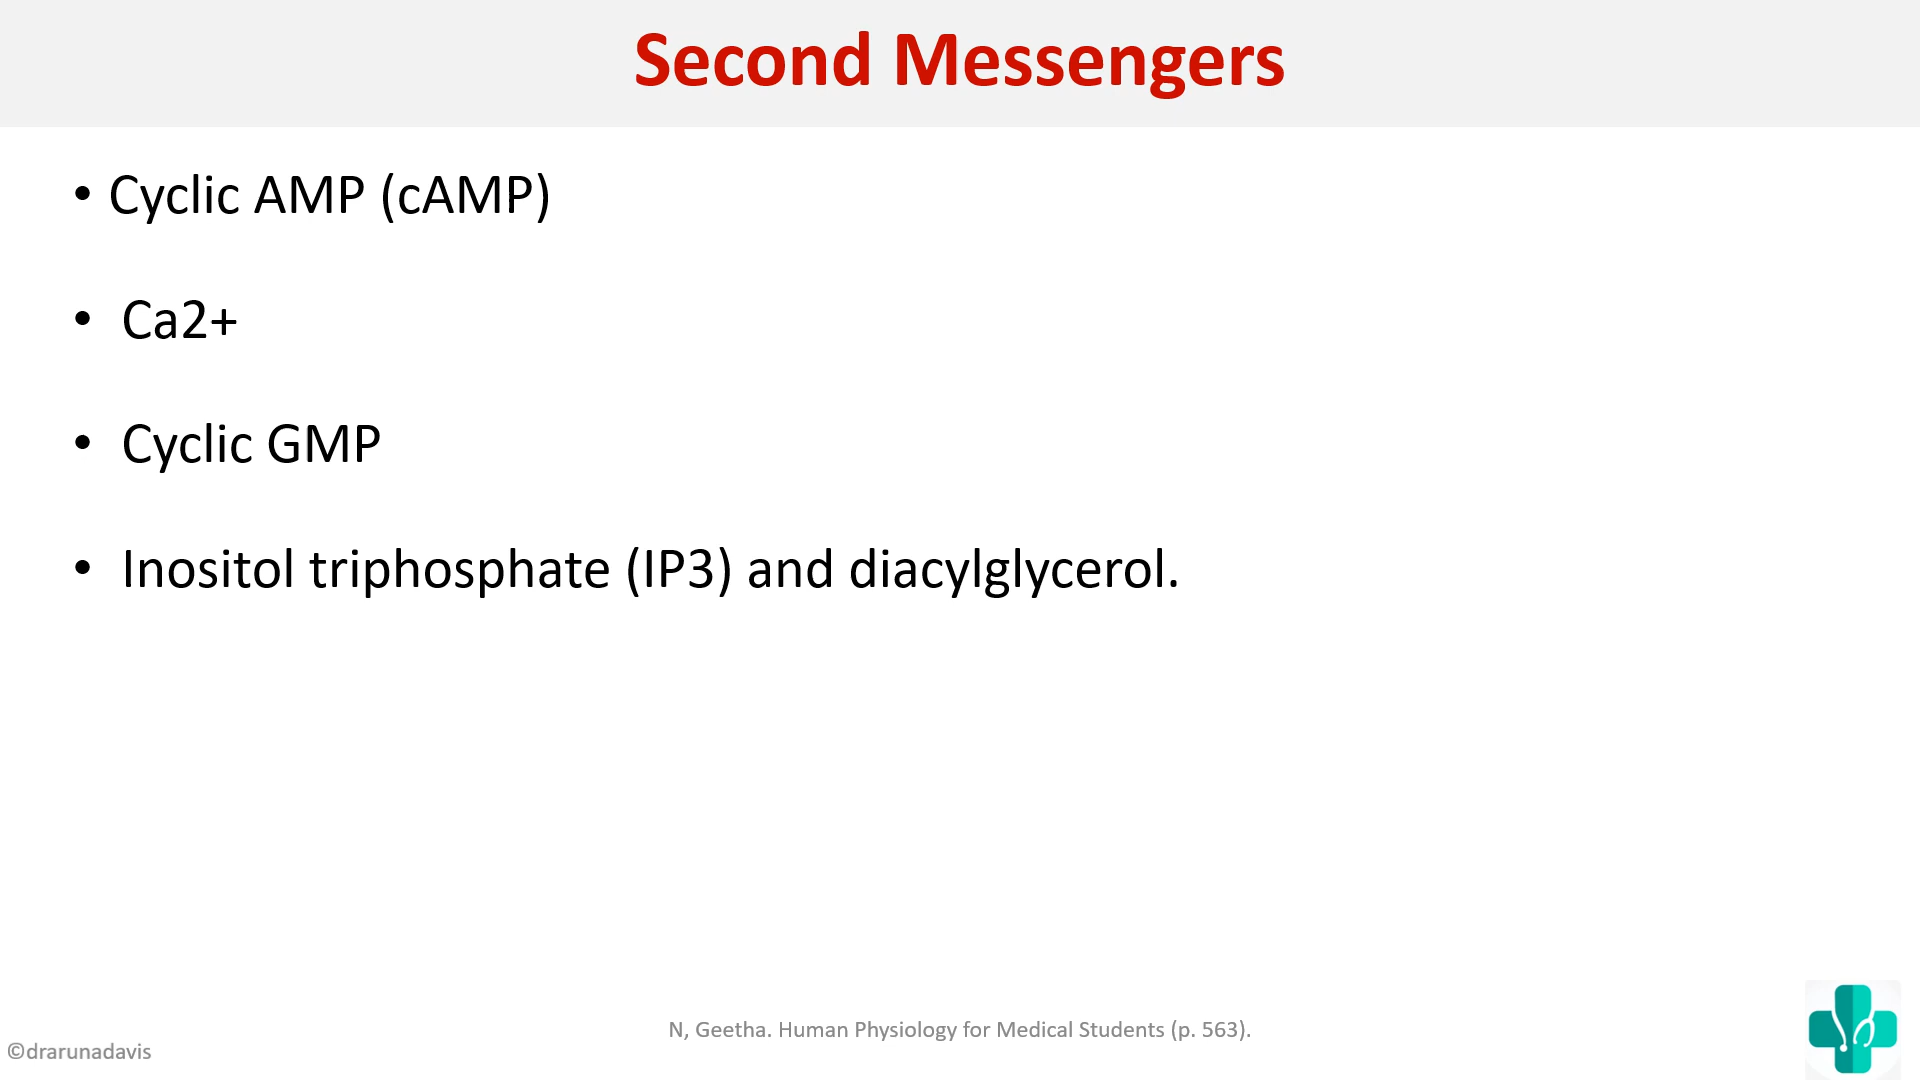 Second Messengers
• Cyclic AMP (cAMP)
• Ca2+
• Cyclic GMP
• Inositol triphosphate (IP3) and diacylglycerol.
N, Geetha. Human Physiology for Medical Students (p. 563).
©drarunadavis